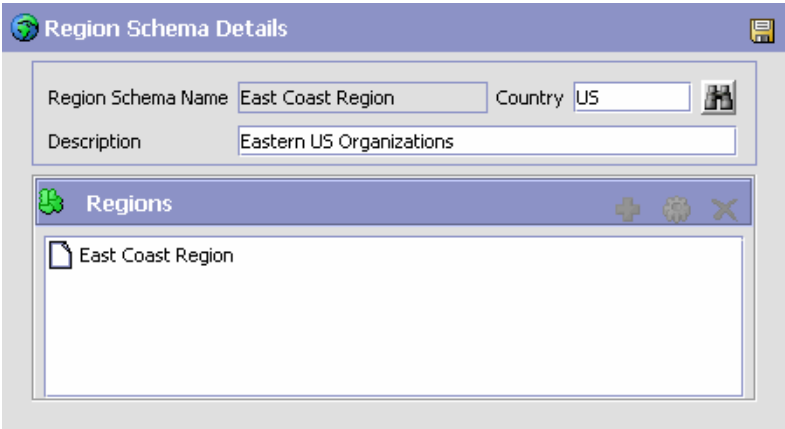 Region Schema Details
Region Schema Name East Coast Region Country US
Description Eastern US Organizations
Regions
East Coast Region